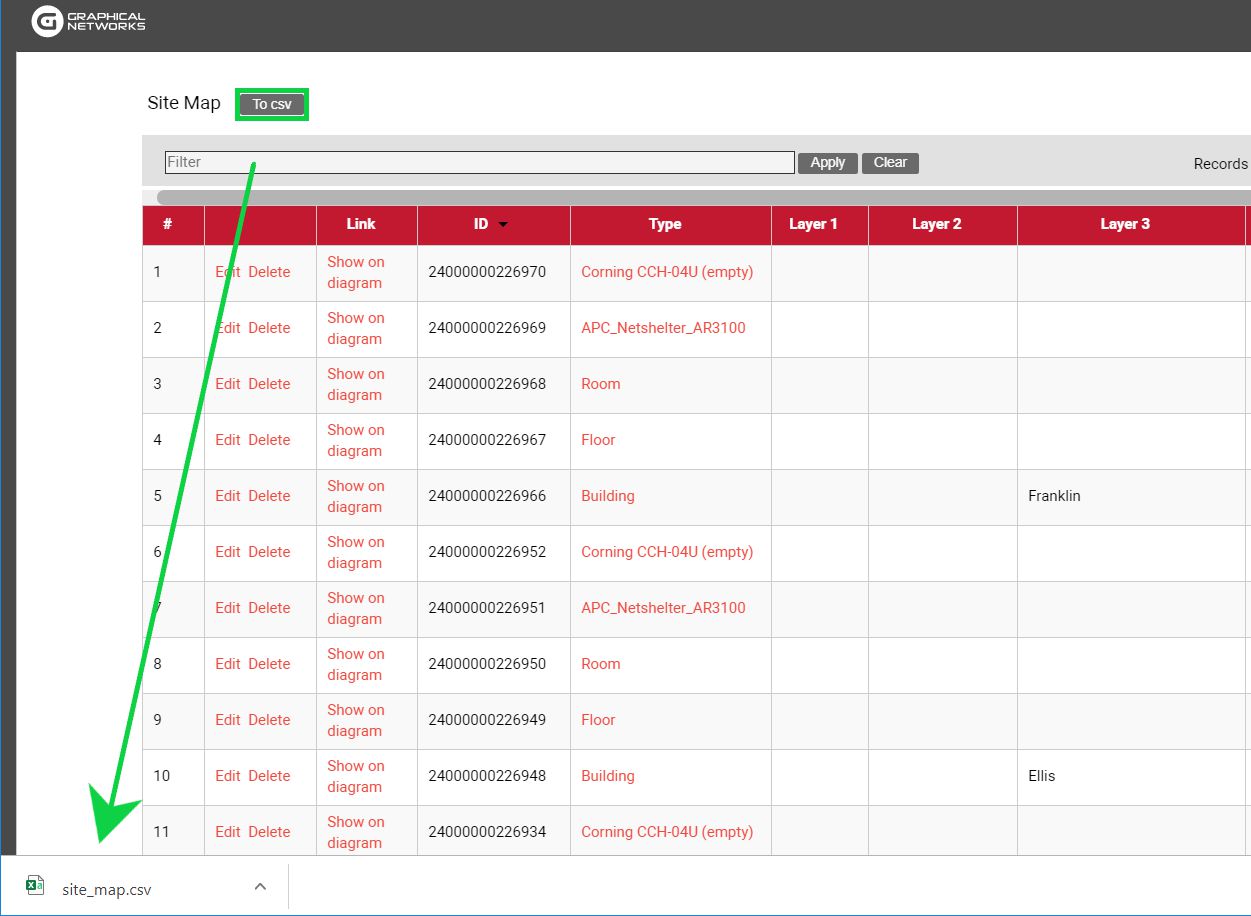 GRAPHICAL
NETWORKS
Site Map To csv
Filter Apply Clear Records
# Link ID Type Layer 1 Layer 2 Layer 3
1 Edit Delete Show on diagram 24000000226970 Corning CCH-04U (empty)
2 Edit Delete Show on diagram 24000000226969 APC_Netshelter_AR3100
3 Edit Delete Show on diagram 24000000226968 Room
4 Edit Delete Show on diagram 24000000226967 Floor
5 Edit Delete Show on diagram 24000000226966 Building Franklin
6 Edit Delete Show on diagram 24000000226952 Corning CCH-04U (empty)
7 Edit Delete Show on diagram 24000000226951 APC_Netshelter_AR3100
8 Edit Delete Show on diagram 24000000226950 Room
9 Edit Delete Show on diagram 24000000226949 Floor
10 Edit Delete Show on diagram 24000000226948 Building Ellis
11 Edit Delete Show on diagram 24000000226934 Corning CCH-04U (empty)
site_map.csv